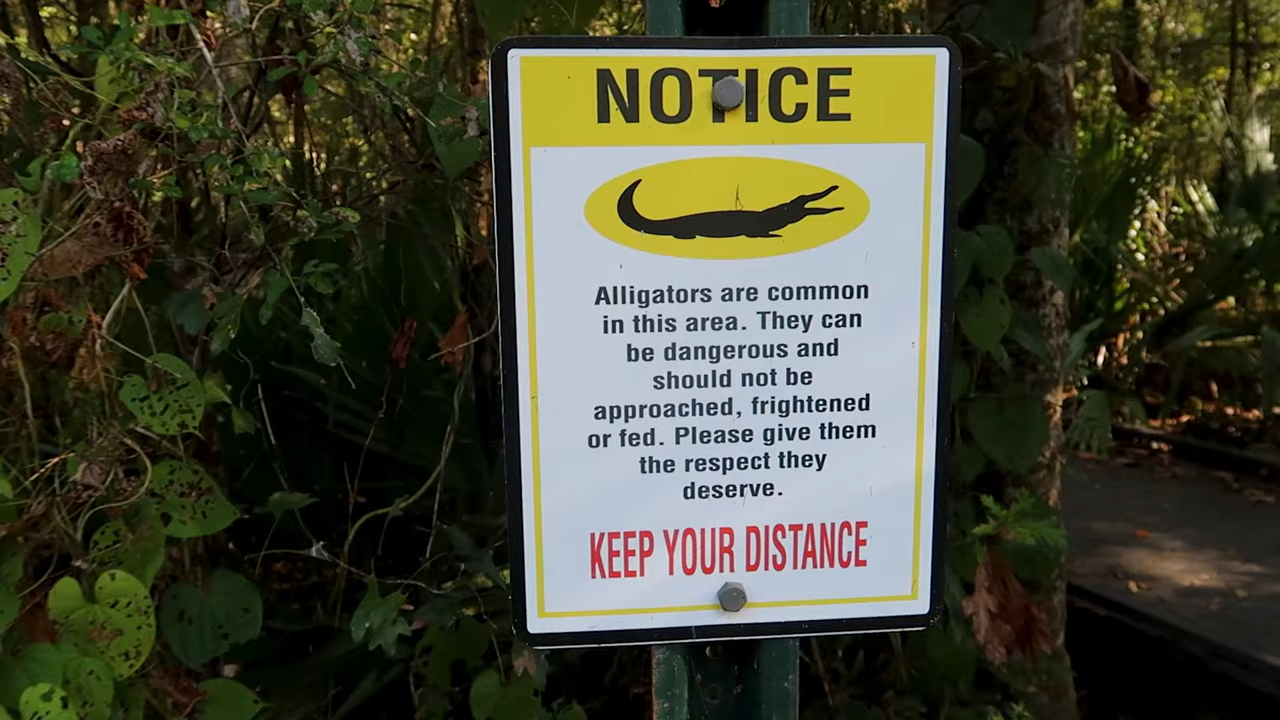 NOTICE
Alligators are common
in this area. They can
be dangerous and
should not be
approached, frightened
or fed. Please give them
the respect they
deserve.
KEEP YOUR DISTANCE